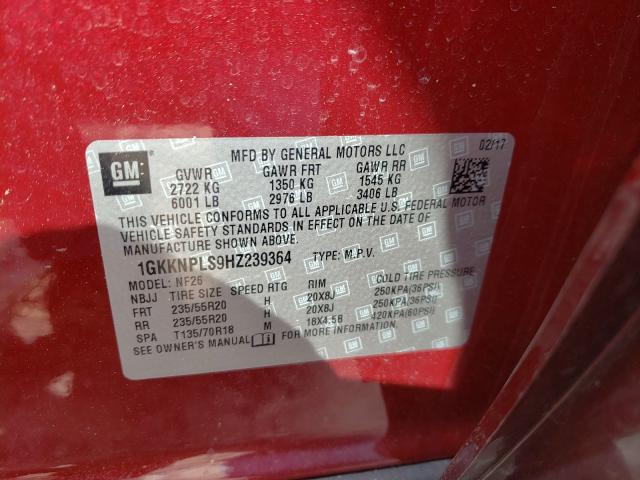 GM
MFD BY GENERAL MOTORS LLC
02/17
GVWR GAWR FRT GAWR RR
2722 KG 1350 KG 1545 KG
6001 LB 2976 LB 3406 LB
THIS VEHICLE CONFORMS TO ALL APPLICABLE U.S. FEDERAL MOTOR
VEHICLE SAFETY STANDARDS IN EFFECT ON THE DATE OF
MANUFACTURE SHOWN ABOVE.
1GKKNPLS9HZ239364 TYPE: M.P.V.
MODEL: NF26
NBJJ TIRE SIZE SPEED RTG RIM COLD TIRE PRESSURE
FRT 235/55R20 H 20X8J 250KPA(36PSI)
RR 235/55R20 H 20X8J 250KPA(36PSI)
SPA T135/70R18 M 18X4.5B 420KPA(60PSI)
SEE OWNER'S MANUAL FOR MORE INFORMATION.